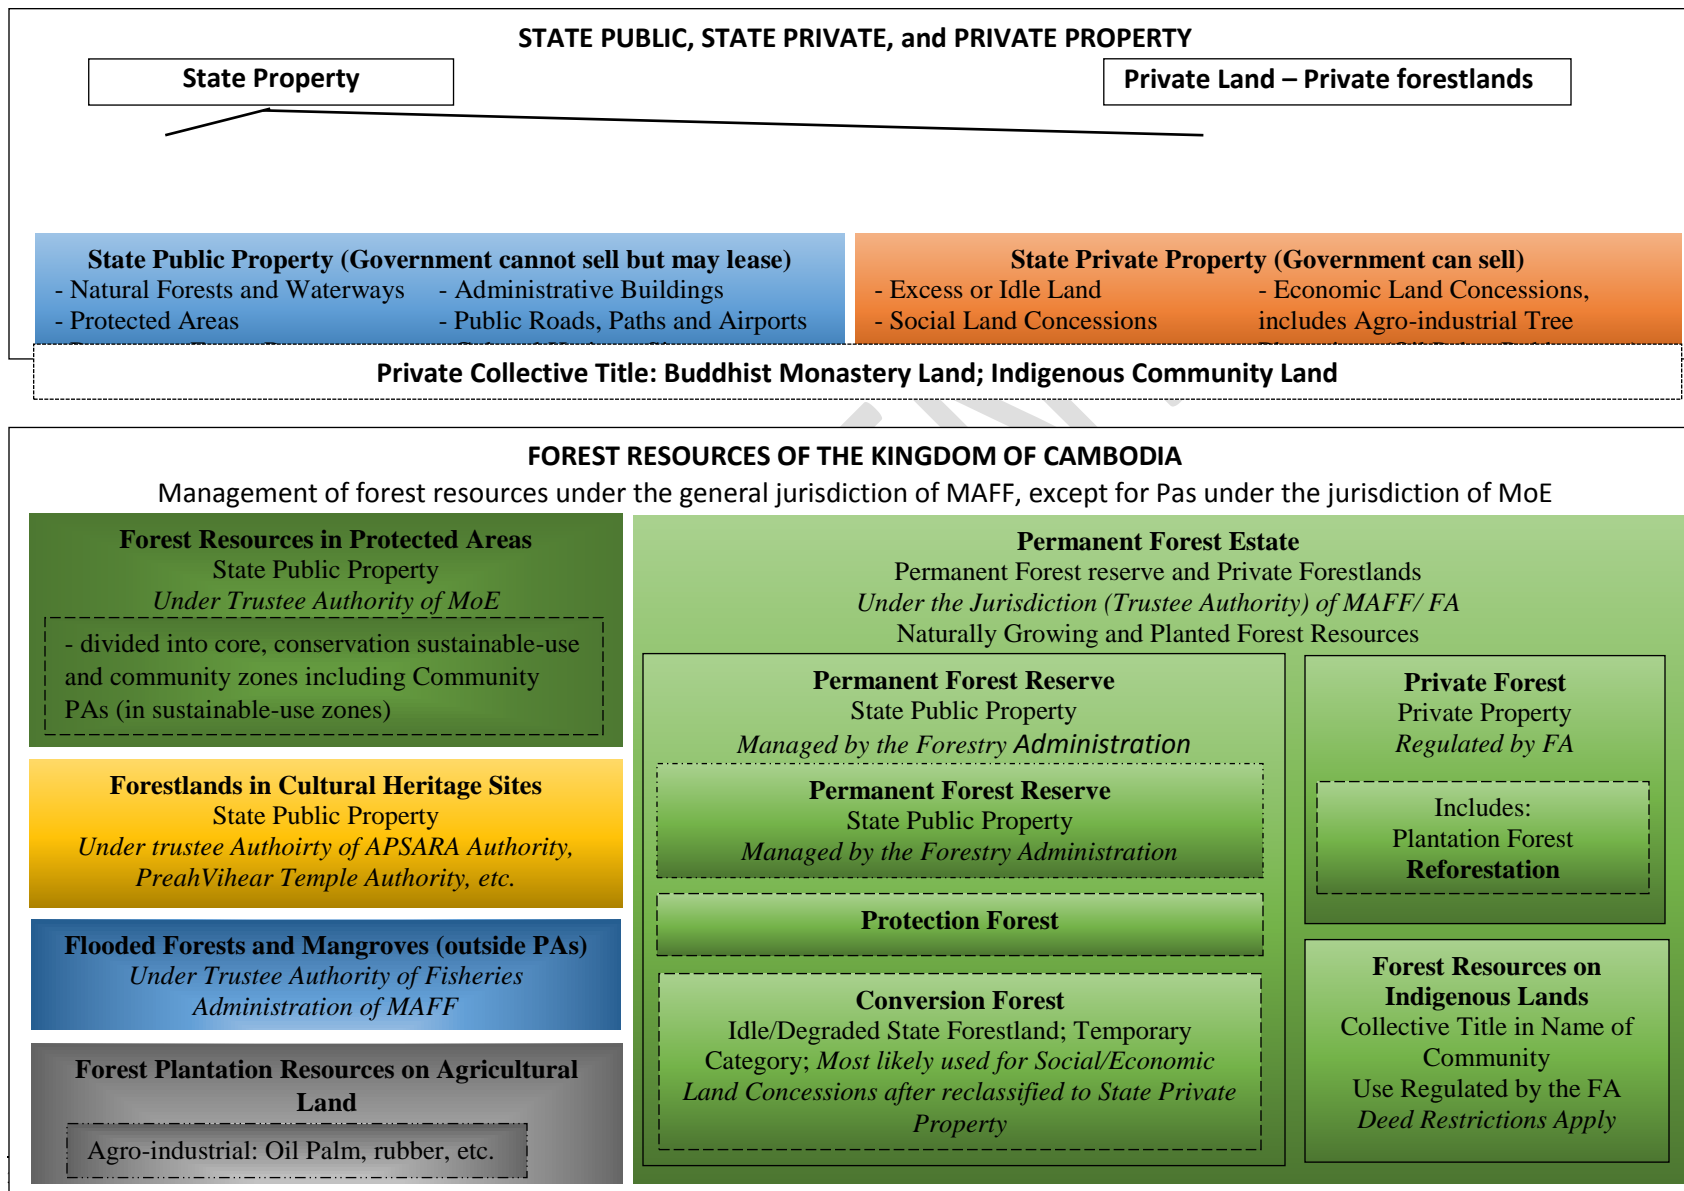 STATE PUBLIC, STATE PRIVATE, and PRIVATE PROPERTY
State Property
Private Land – Private forestlands
State Public Property (Government cannot sell but may lease)
- Natural Forests and Waterways
- Protected Areas
- Administrative Buildings
- Public Roads, Paths and Airports
State Private Property (Government can sell)
- Excess or Idle Land
- Social Land Concessions
- Economic Land Concessions,
includes Agro-industrial Tree
Private Collective Title: Buddhist Monastery Land; Indigenous Community Land
FOREST RESOURCES OF THE KINGDOM OF CAMBODIA
Management of forest resources under the general jurisdiction of MAFF, except for Pas under the jurisdiction of MoE
Forest Resources in Protected Areas
State Public Property
Under Trustee Authority of MoE
- divided into core, conservation sustainable-use
and community zones including Community
PAs (in sustainable-use zones)
Forestlands in Cultural Heritage Sites
State Public Property
Under trustee Authoirty of APSARA Authority,
PreahVihear Temple Authority, etc.
Flooded Forests and Mangroves (outside PAs)
Under Trustee Authority of Fisheries
Administration of MAFF
Forest Plantation Resources on Agricultural
Land
Agro-industrial: Oil Palm, rubber, etc.
Permanent Forest Estate
Permanent Forest reserve and Private Forestlands
Under the Jurisdiction (Trustee Authority) of MAFF/ FA
Naturally Growing and Planted Forest Resources
Permanent Forest Reserve
State Public Property
Managed by the Forestry Administration
Permanent Forest Reserve
State Public Property
Managed by the Forestry Administration
Protection Forest
Conversion Forest
Idle/Degraded State Forestland; Temporary
Category; Most likely used for Social/Economic
Land Concessions after reclassified to State Private
Property
Private Forest
Private Property
Regulated by FA
Includes:
Plantation Forest
Reforestation
Forest Resources on
Indigenous Lands
Collective Title in Name of
Community
Use Regulated by the FA
Deed Restrictions Apply